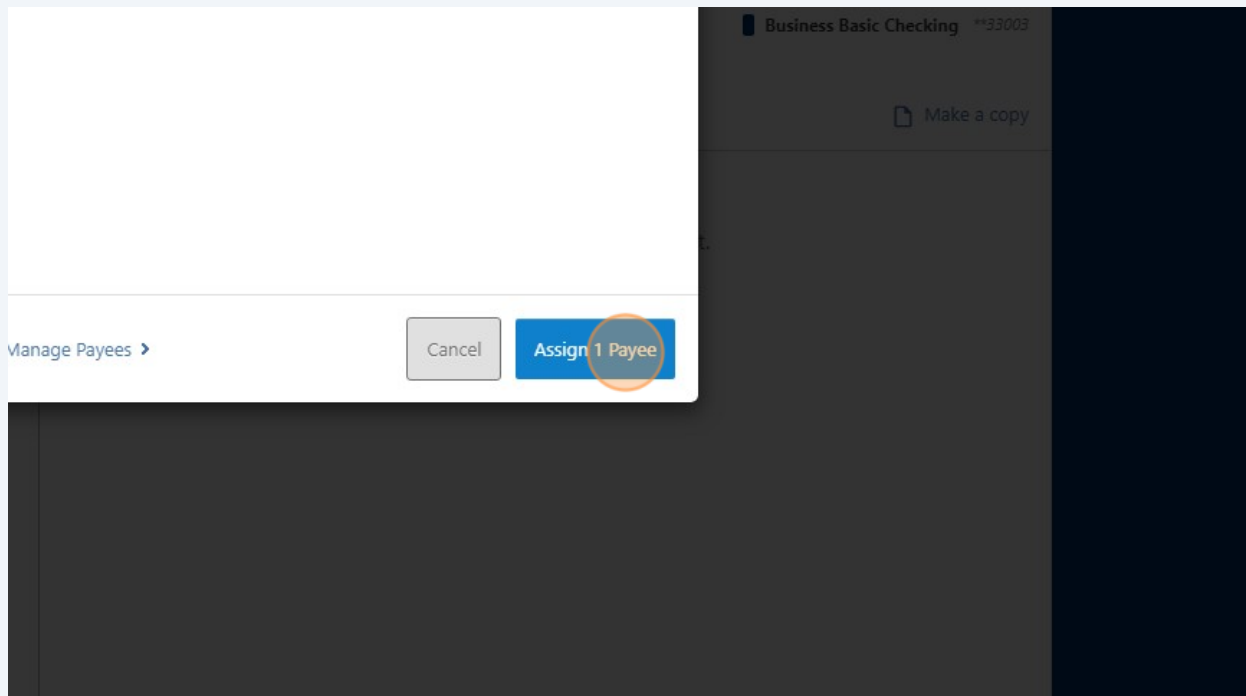 Business Basic Checking **33003
Make a copy
t.
Manage Payees
Cancel
Assign 1 Payee